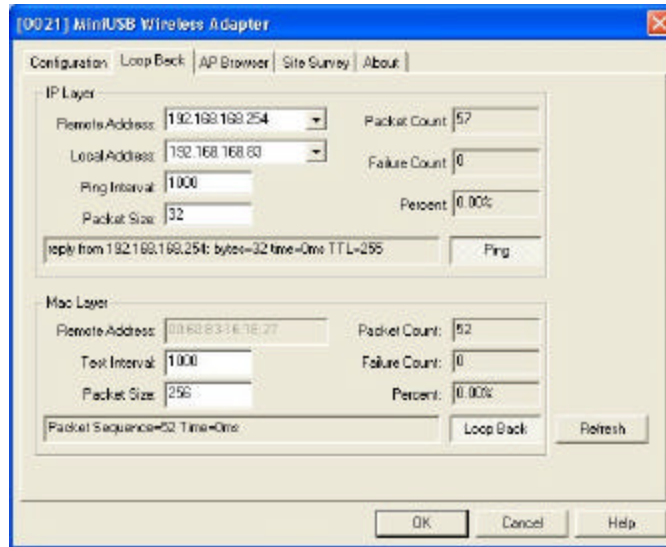 [0021] MiniUSB Wireless Adapter
Configuration Loop Back AP Browser Site Survey About
IP Layer
Remote Address: 192.168.168.254 Packet Count: 57
Local Address: 192.168.168.83 Failure Count: 0
Ping Interval: 1000 Percent: 0.00%
Packet Size: 32
reply from 192.168.168.254: bytes=32 time=0ms TTL=255 Ping
Mac Layer
Remote Address: Packet Count: 52
Test Interval: 1000 Failure Count: 0
Packet Size: 256 Percent: 0.00%
Packet Sequence=52 Time=0ms Loop Back Refresh
OK Cancel Help